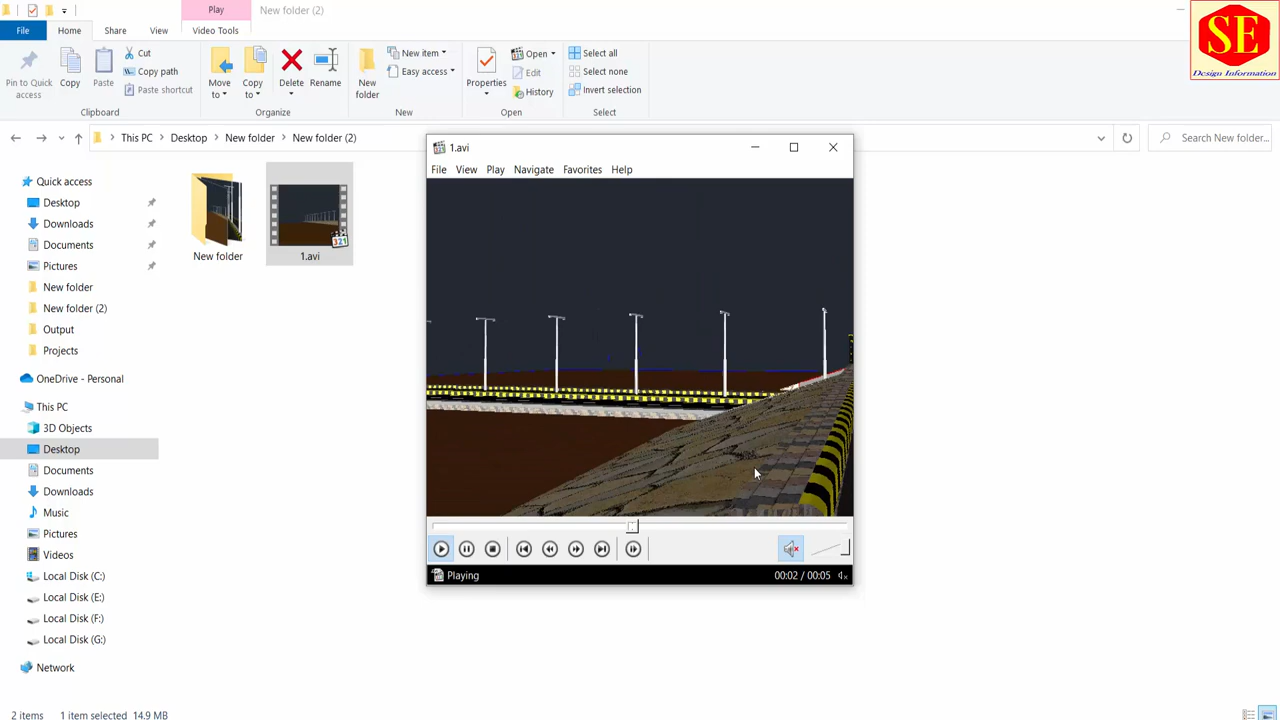 Play
New folder (2)
File
Home
Share
View
Video Tools
Pin to Quick
access
Copy
Paste
Cut
Copy path
Paste shortcut
Clipboard
Move
to
Copy
to
Delete
Rename
Organize
New
folder
New item
Easy access
New
Properties
Open
Edit
History
Open
Select all
Select none
Invert selection
Select
SE
Design Information
This PC
Desktop
New folder
New folder (2)
Search New folder...
Quick access
Desktop
Downloads
Documents
Pictures
New folder
New folder (2)
Output
Projects
OneDrive - Personal
This PC
3D Objects
Desktop
Documents
Downloads
Music
Pictures
Videos
Local Disk (C:)
Local Disk (E:)
Local Disk (F:)
Local Disk (G:)
Network
New folder
321
1.avi
1.avi
File
View
Play
Navigate
Favorites
Help
Playing
00:02 / 00:05
2 items
1 item selected
14.9 MB